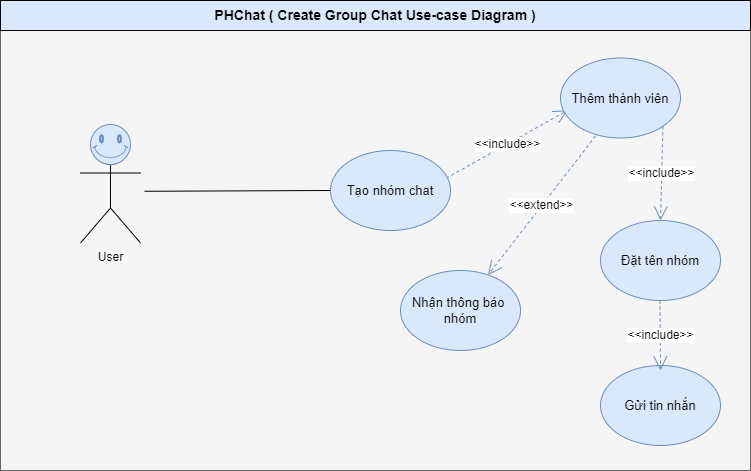 PHChat ( Create Group Chat Use-case Diagram )
Thêm thành viên
<<include>>
Tạo nhóm chat
<<include>>
<<extend>>
User
Đặt tên nhóm
Nhận thông báo
nhóm
<<include>>
Gửi tin nhắn